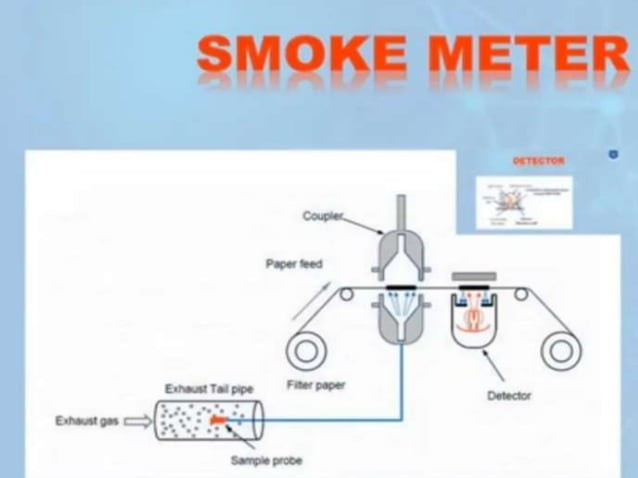 SMOKE METER
DETECTOR
Coupler
Paper feed
Exhaust Tail pipe
Filter paper
Detector
Exhaust gas
Sample probe